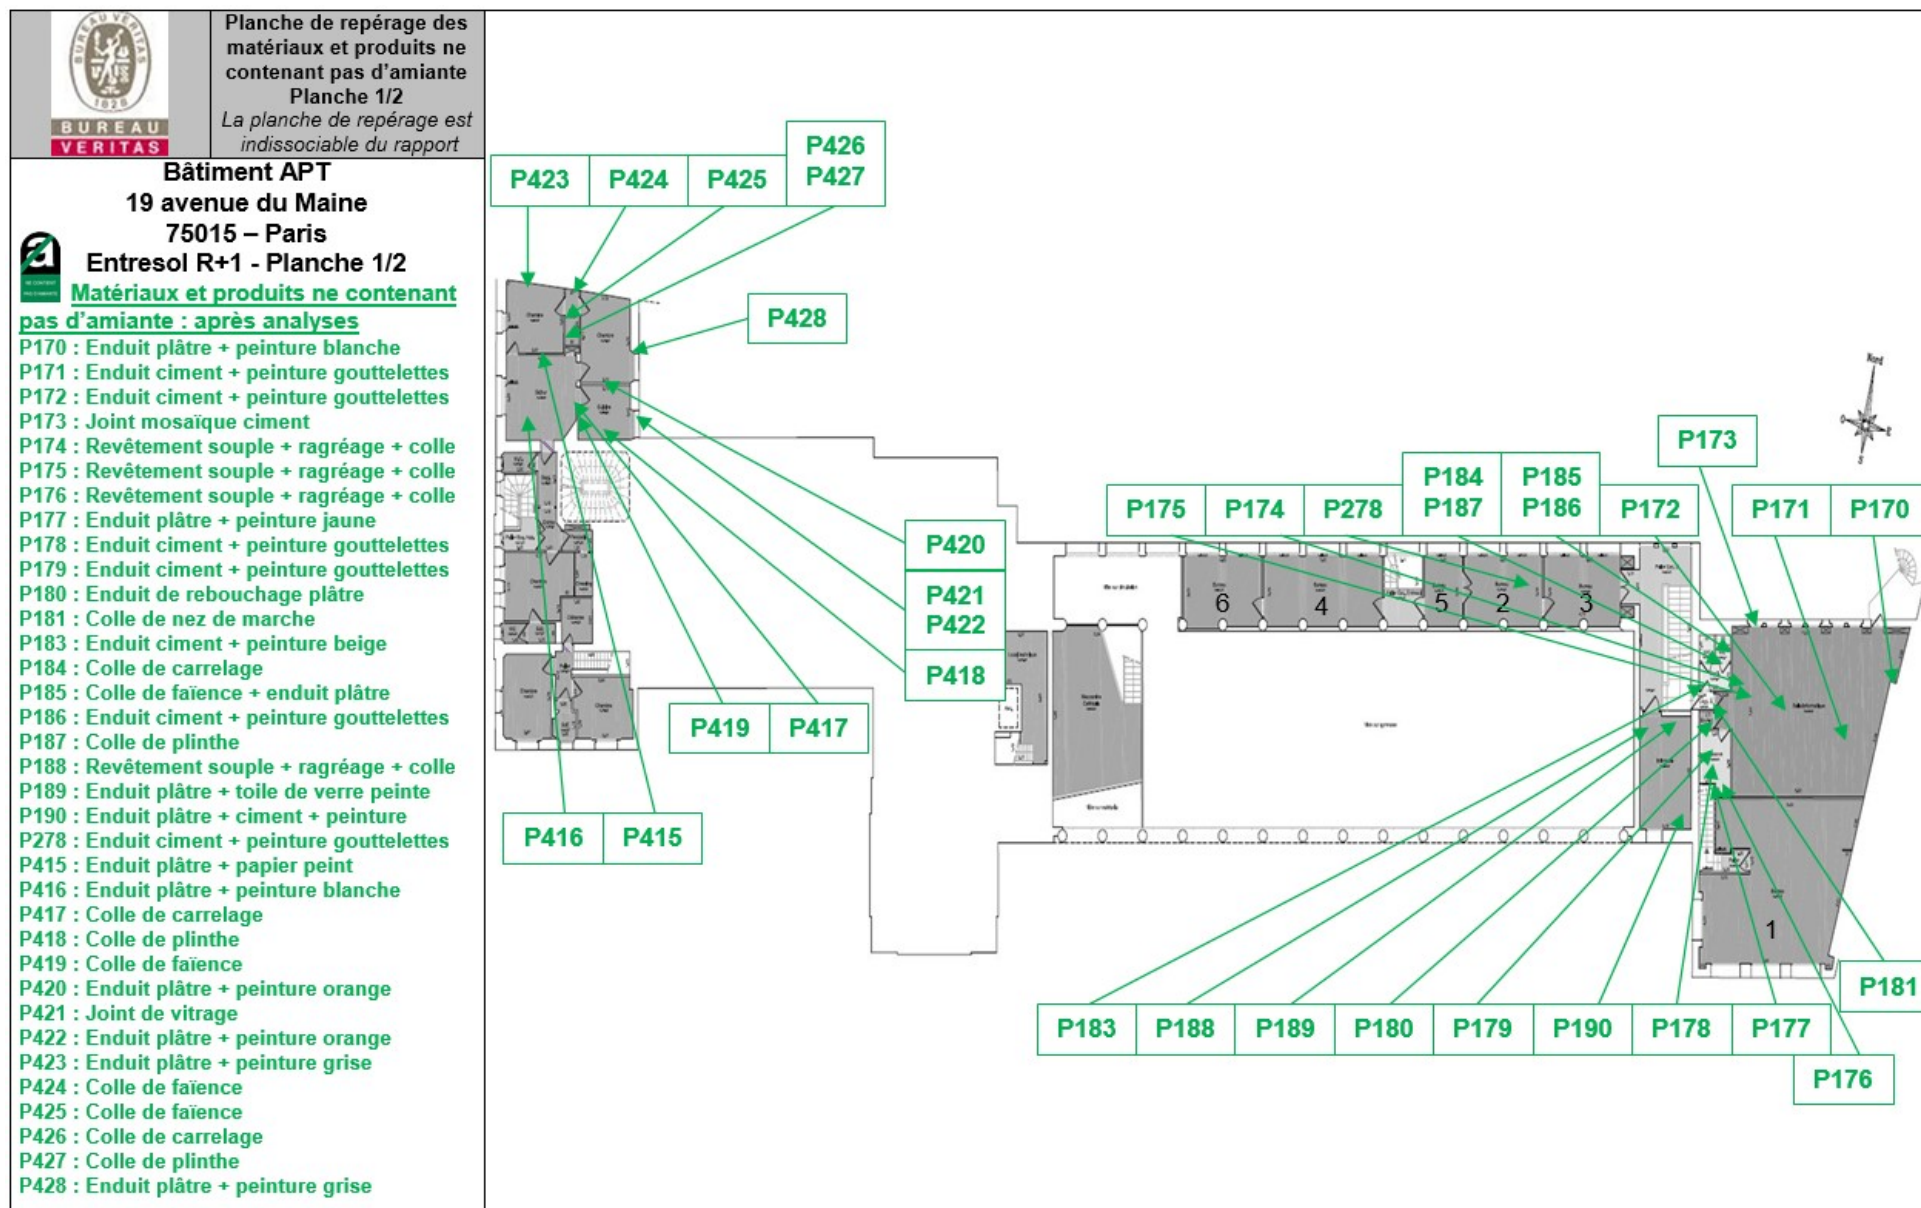 BUREAU VERITAS
1828
BUREAU
VERITAS
Planche de repérage des
matériaux et produits ne
contenant pas d'amiante
Planche 1/2
La planche de repérage est
indissociable du rapport
Bâtiment APT
19 avenue du Maine
75015 – Paris
Entresol R+1 - Planche 1/2
a
Matériaux et produits ne contenant
pas d'amiante : après analyses
P170 : Enduit plâtre + peinture blanche
P171 : Enduit ciment + peinture gouttelettes
P172 : Enduit ciment + peinture gouttelettes
P173 : Joint mosaïque ciment
P174 : Revêtement souple + ragréage + colle
P175 : Revêtement souple + ragréage + colle
P176 : Revêtement souple + ragréage + colle
P177 : Enduit plâtre + peinture jaune
P178 : Enduit ciment + peinture gouttelettes
P179 : Enduit ciment + peinture gouttelettes
P180 : Enduit de rebouchage plâtre
P181 : Colle de nez de marche
P183 : Enduit ciment + peinture beige
P184 : Colle de carrelage
P185 : Colle de faïence + enduit plâtre
P186 : Enduit ciment + peinture gouttelettes
P187 : Colle de plinthe
P188 : Revêtement souple + ragréage + colle
P189 : Enduit plâtre + toile de verre peinte
P190 : Enduit plâtre + ciment + peinture
P278 : Enduit ciment + peinture gouttelettes
P415 : Enduit plâtre + papier peint
P416 : Enduit plâtre + peinture blanche
P417 : Colle de carrelage
P418 : Colle de plinthe
P419 : Colle de faïence
P420 : Enduit plâtre + peinture orange
P421 : Joint de vitrage
P422 : Enduit plâtre + peinture orange
P423 : Enduit plâtre + peinture grise
P424 : Colle de faïence
P425 : Colle de faïence
P426 : Colle de carrelage
P427 : Colle de plinthe
P428 : Enduit plâtre + peinture grise
P423 P424 P425 P426
P427
P428
Nord
P173
P175 P174 P278 P184 P185 P172 P171 P170
P187 P186
P420
P421
P422
P418
6 4 5 2 3
P419 P417
P416 P415
1
P181
P183 P188 P189 P180 P179 P190 P178 P177
P176